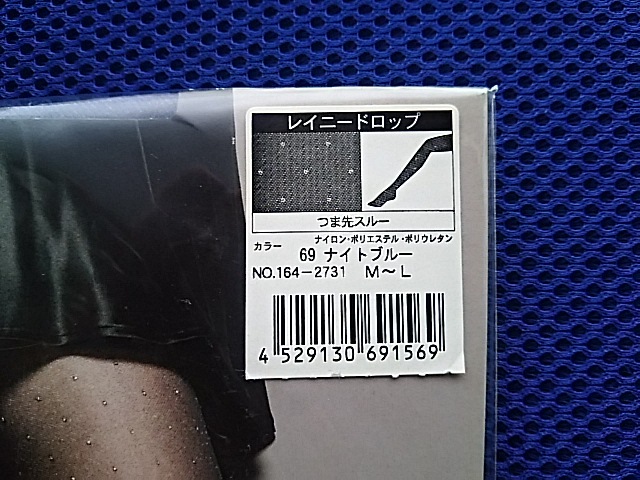 レイニードロップ
つま先スルー
ナイロン・ポリエステル・ポリウレタン
カラー 69 ナイトブルー
NO.164-2731 M〜L
4 529130 691569